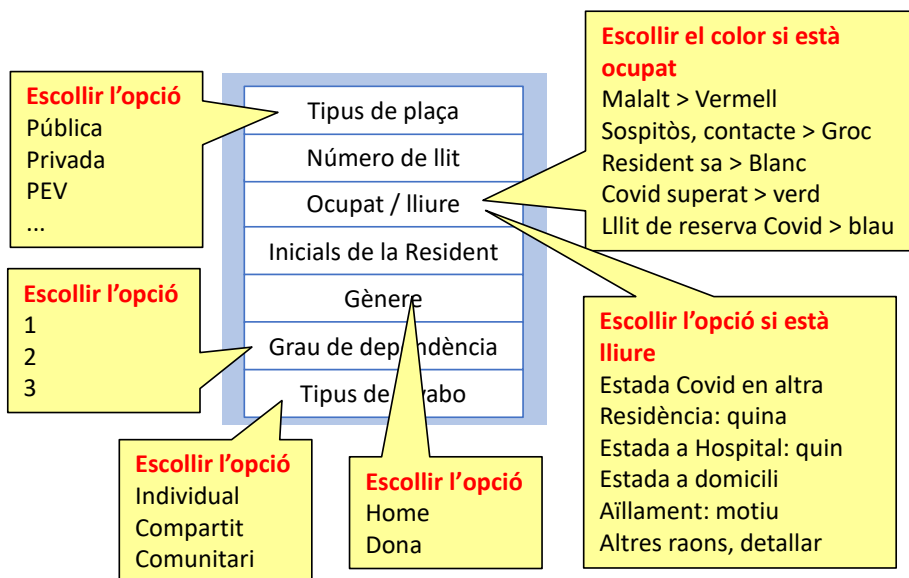 Escollir l'opció
Pública
Privada
PEV
...
Escollir el color si està
ocupat
Malalt > Vermell
Sospitòs, contacte > Groc
Resident sa > Blanc
Covid superat > verd
Lllit de reserva Covid > blau
Tipus de plaça
Número de llit
Ocupat / lliure
Inicials de la Resident
Gènere
Grau de dependència
Tipus de vabo
Escollir l'opció
1
2
3
Escollir l'opció si està
lliure
Estada Covid en altra
Residència: quina
Estada a Hospital: quin
Estada a domicili
Aïllament: motiu
Altres raons, detallar
Escollir l'opció
Individual
Compartit
Comunitari
Escollir l'opció
Home
Dona